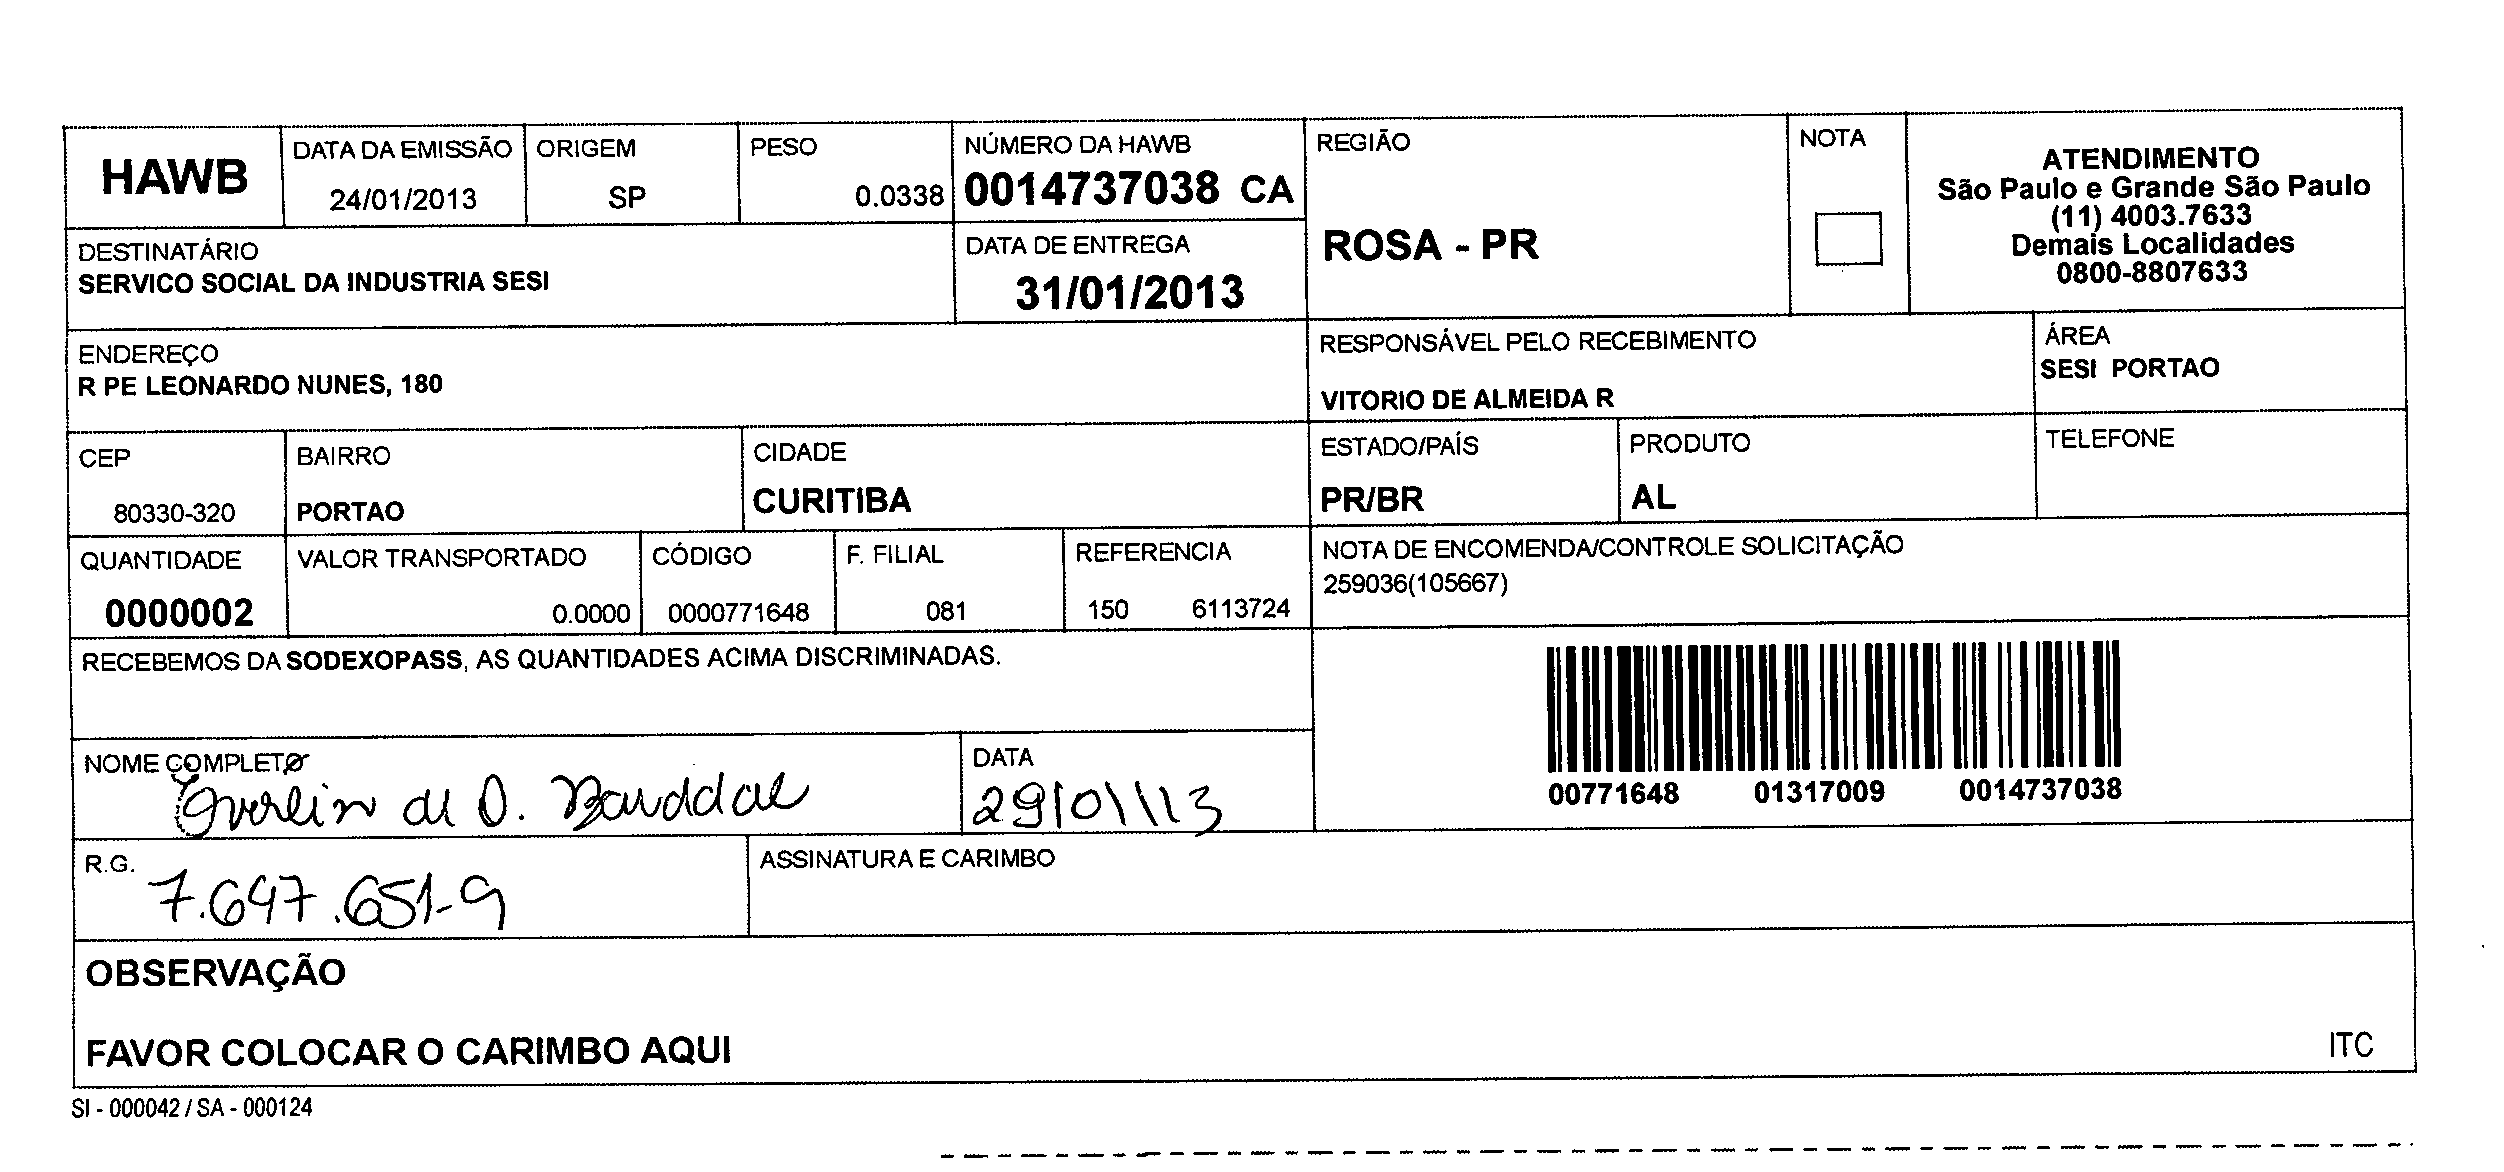 HAWB
DATA DA EMISSÃO
24/01/2013
ORIGEM
SP
PESO
0.0338
NÚMERO DA HAWB
0014737038 CA
REGIÃO
ROSA - PR
NOTA
ATENDIMENTO
São Paulo e Grande São Paulo
(11) 4003.7633
Demais Localidades
0800-8807633
DESTINATÁRIO
SERVICO SOCIAL DA INDUSTRIA SESI
DATA DE ENTREGA
31/01/2013
ENDEREÇO
R PE LEONARDO NUNES, 180
RESPONSÁVEL PELO RECEBIMENTO
VITORIO DE ALMEIDA R
ÁREA
SESI PORTAO
CEP
80330-320
BAIRRO
PORTAO
CIDADE
CURITIBA
ESTADO/PAÍS
PR/BR
PRODUTO
AL
TELEFONE
QUANTIDADE
0000002
VALOR TRANSPORTADO
0.0000
CÓDIGO
0000771648
F. FILIAL
081
REFERENCIA
150 6113724
NOTA DE ENCOMENDA/CONTROLE SOLICITAÇÃO
259036(105667)
RECEBEMOS DA SODEXOPASS, AS QUANTIDADES ACIMA DISCRIMINADAS.
00771648 01317009 0014737038
NOME COMPLETO
Everlin de O.
DATA
29/01/13
R.G.
7.647.651-9
ASSINATURA E CARIMBO
OBSERVAÇÃO
FAVOR COLOCAR O CARIMBO AQUI
ITC
SI - 000042 / SA - 000124